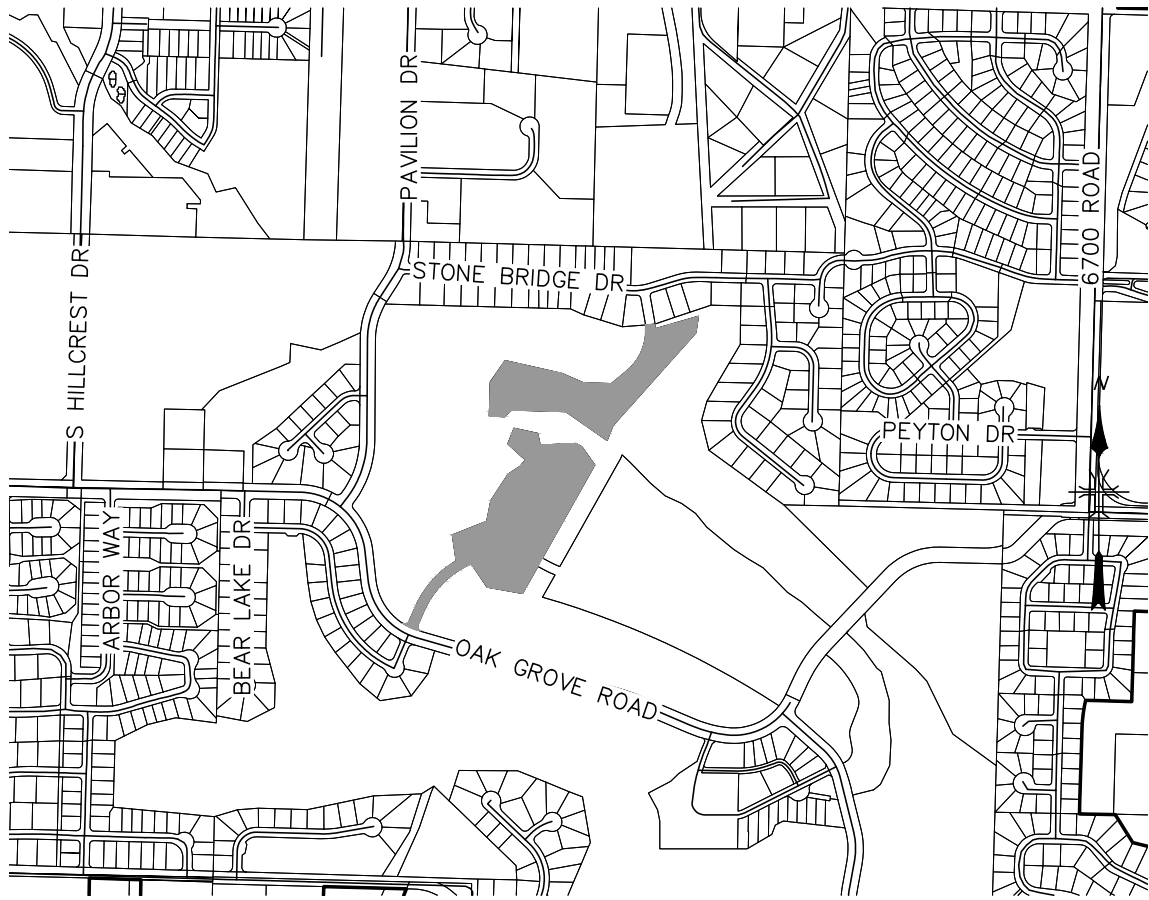 PAVILION DR
6700 ROAD
S HILLCREST DR
STONE BRIDGE DR
N
PEYTON DR
ARBOR WAY
BEAR LAKE DR
OAK GROVE ROAD